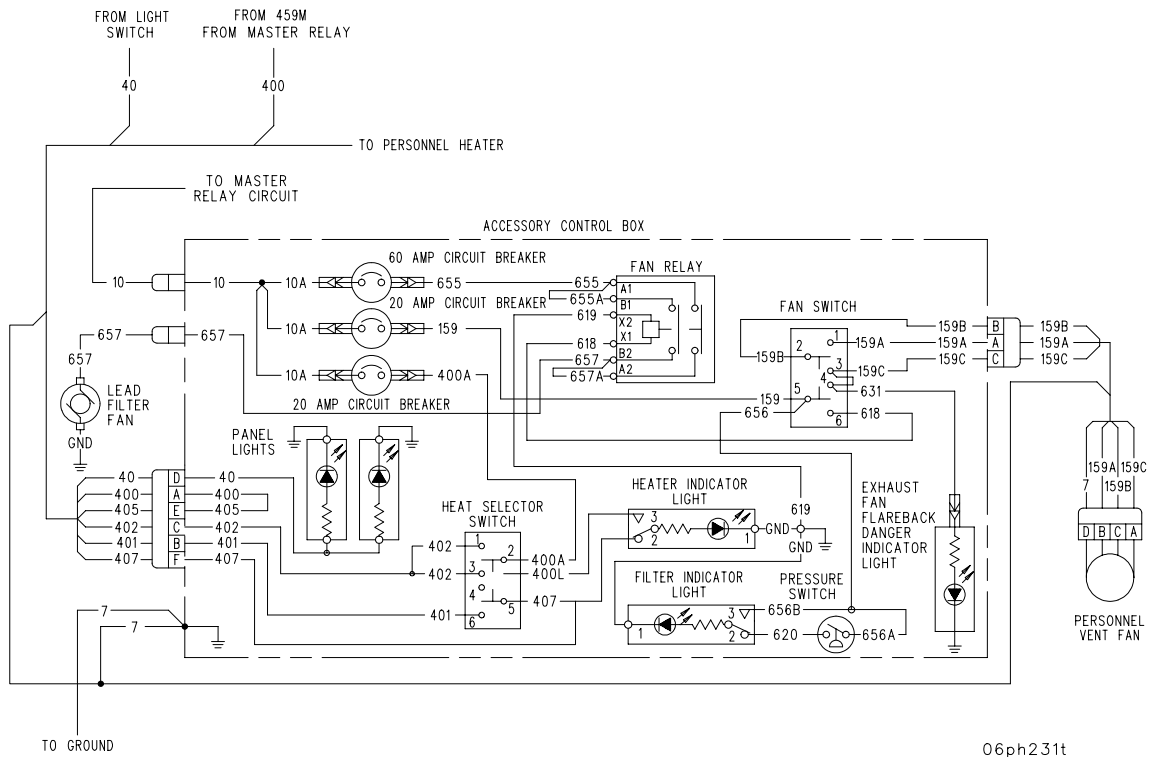 FROM LIGHT
SWITCH
FROM 459M
FROM MASTER RELAY
40
400
TO PERSONNEL HEATER
TO MASTER
RELAY CIRCUIT
ACCESSORY CONTROL BOX
60 AMP CIRCUIT BREAKER
FAN RELAY
10
10
10A
655
655
A1
655A
B1
20 AMP CIRCUIT BREAKER
FAN SWITCH
619
X2
10A
159
X1
618
657
657
657
B2
657A
A2
10A
400A
20 AMP CIRCUIT BREAKER
1
159A
2
159B
3
159C
4
631
5
159
656
618
6
159B
B
159B
159A
A
159A
159C
C
159C
657
LEAD
FILTER
FAN
GND
PANEL
LIGHTS
40
D
40
400
A
400
405
E
405
402
C
402
401
B
401
407
F
407
HEAT SELECTOR
SWITCH
402
1
2
400A
402
3
400L
4
407
5
401
6
HEATER INDICATOR
LIGHT
3
2
1
GND
619
GND
FILTER INDICATOR
LIGHT
1
3
2
656B
620
656A
PRESSURE
SWITCH
EXHAUST
FAN
FLAREBACK
DANGER
INDICATOR
LIGHT
159A
159C
7
159B
D
B
C
A
PERSONNEL
VENT FAN
7
7
TO GROUND
06ph231t